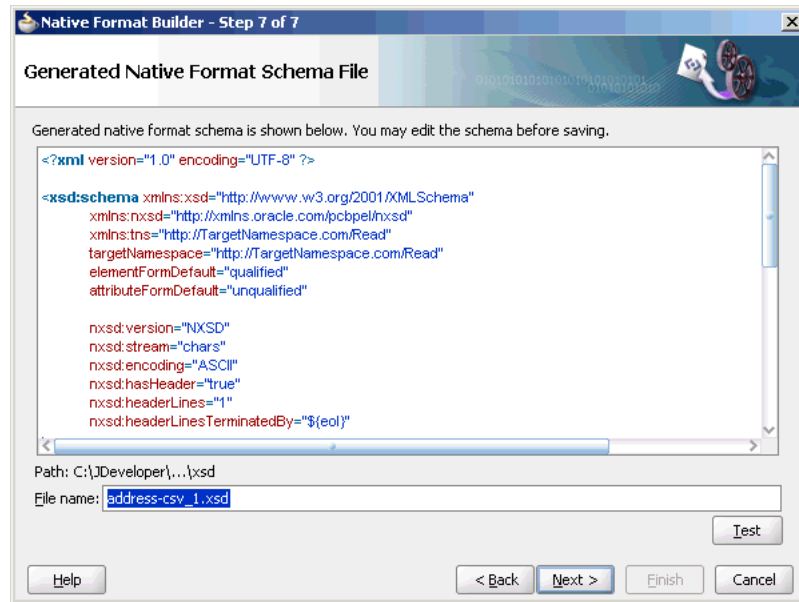 Native Format Builder - Step 7 of 7
Generated Native Format Schema File
Generated native format schema is shown below. You may edit the schema before saving.
<?xml version="1.0" encoding="UTF-8" ?>
<xsd:schema xmlns:xsd="http://www.w3.org/2001/XMLSchema"
xmlns:nxsd="http://xmlns.oracle.com/pcbpel/nxsd"
xmlns:tns="http://TargetNamespace.com/Read"
targetNamespace="http://TargetNamespace.com/Read"
elementFormDefault="qualified"
attributeFormDefault="unqualified"
nxsd:version="NXSD"
nxsd:stream="chars"
nxsd:encoding="ASCII"
nxsd:hasHeader="true"
nxsd:headerLines="1"
nxsd:headerLinesTerminatedBy="${eol}"
Path: C:\JDeveloper\...\xsd
File name: address-csv_1.xsd
Test
Help < Back Next > Finish Cancel